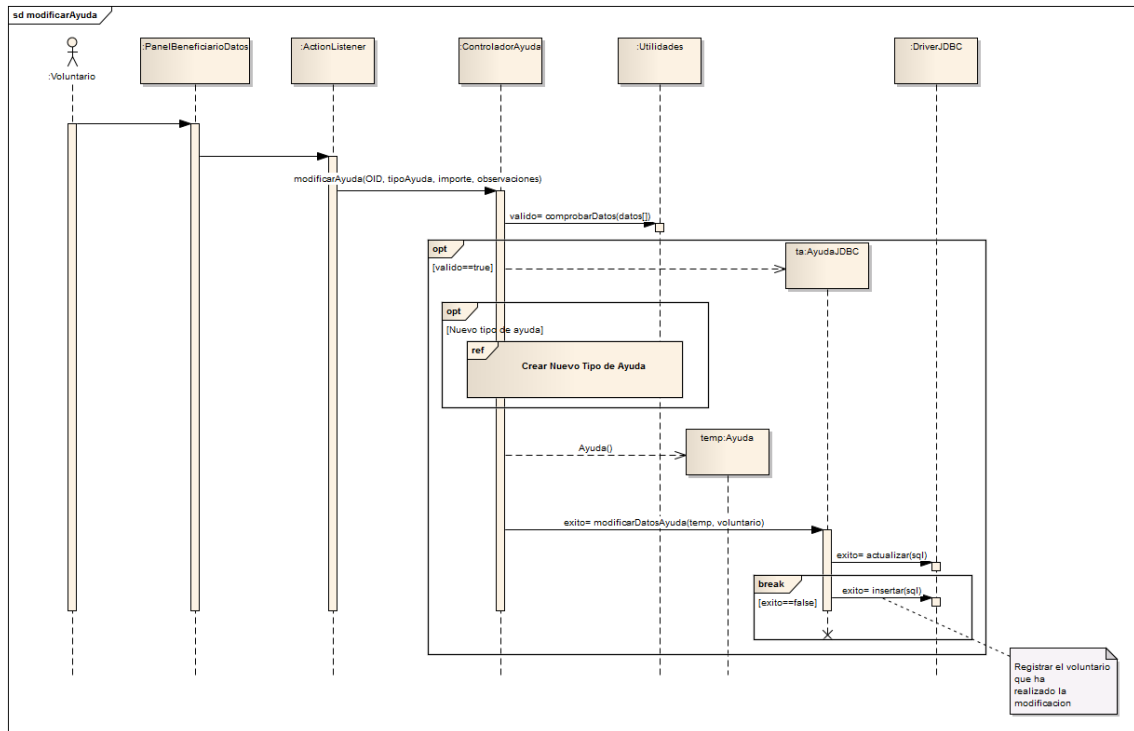 sd modificarAyuda
:Voluntario
:PanelBeneficiarioDatos
:ActionListener
:ControladorAyuda
:Utilidades
:DriverJDBC
modificarAyuda(OID, tipoAyuda, importe, observaciones)
valido= comprobarDatos(datos[])
opt
[valido==true]
ta:AyudaJDBC
opt
[Nuevo tipo de ayuda]
ref
Crear Nuevo Tipo de Ayuda
Ayuda()
temp:Ayuda
exito= modificarDatosAyuda(temp, voluntario)
exito= actualizar(sql)
break
[exito==false]
exito= insertar(sql)
Registrar el voluntario
que ha
realizado la
modificacion